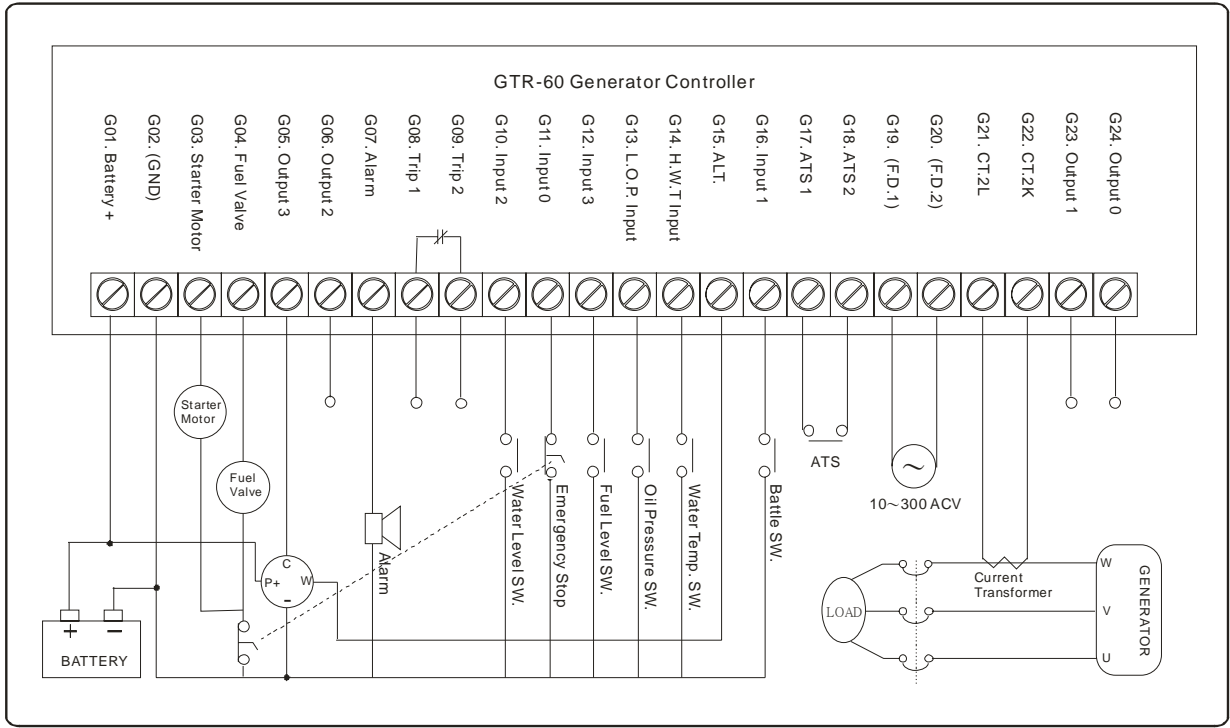 GTR-60 Generator Controller
G01. Battery +
G02. (GND)
G03. Starter Motor
G04. Fuel Valve
G05. Output 3
G06. Output 2
G07. Alarm
G08. Trip 1
G09. Trip 2
G10. Input 2
G11. Input 0
G12. Input 3
G13. L.O.P. Input
G14. H.W.T Input
G15. ALT.
G16. Input 1
G17. ATS 1
G18. ATS 2
G19. (F.D.1)
G20. (F.D.2)
G21. CT.2L
G22. CT.2K
G23. Output 1
G24. Output 0
Starter
Motor
Fuel
Valve
C
P+
W
-
Alarm
Water Level SW.
Emergency Stop
Fuel Level SW.
Oil Pressure SW.
Water Temp. SW.
Battle SW.
ATS
~
10~300 ACV
Current
Transformer
LOAD
W
V
U
GENERATOR
+ -
BATTERY